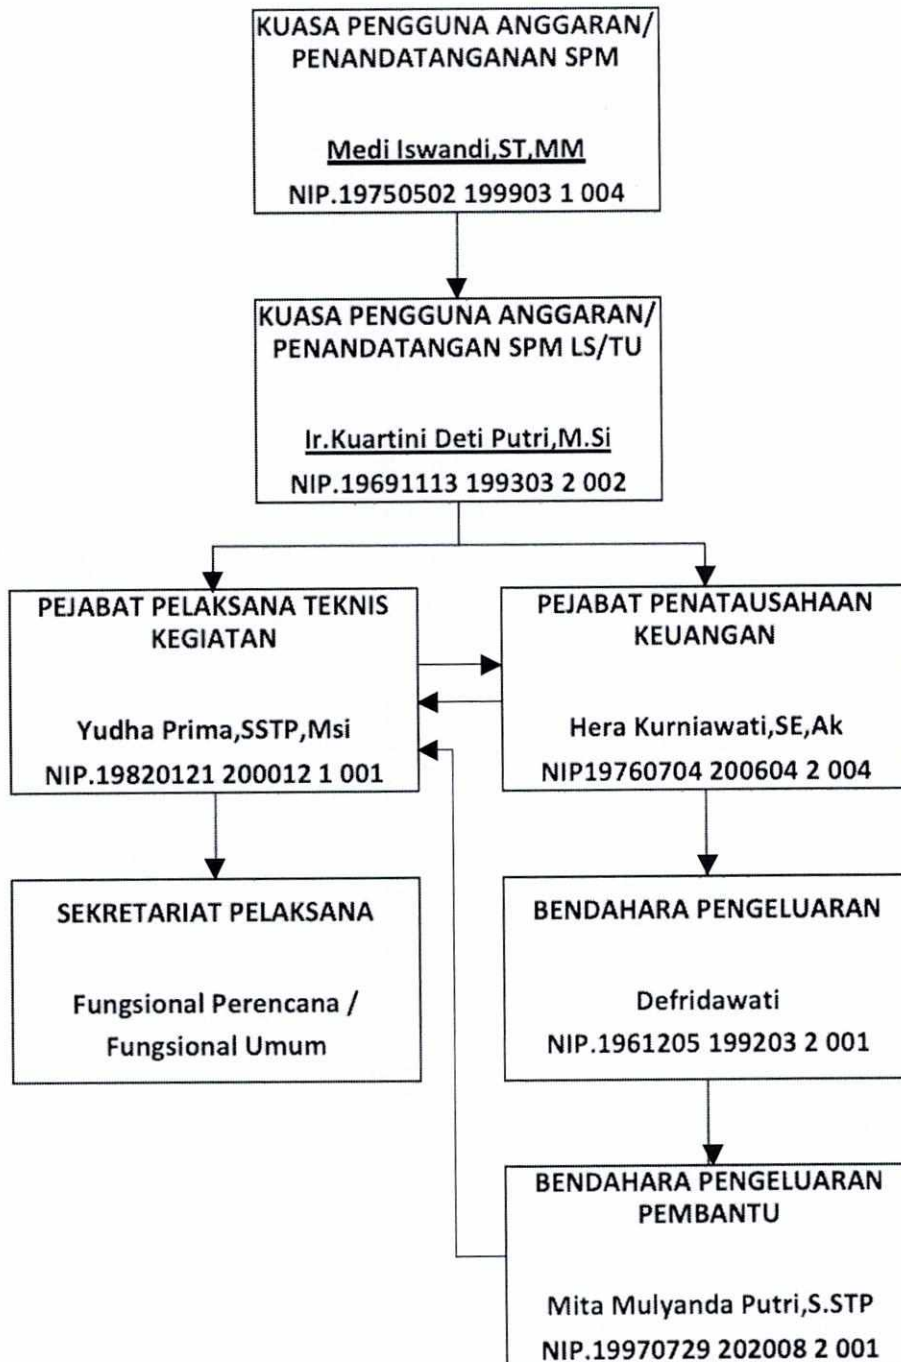 KUASA PENGGUNA ANGGARAN/
PENANDATANGANAN SPM
Medi Iswandi,ST,MM
NIP.19750502 199903 1 004
KUASA PENGGUNA ANGGARAN/
PENANDATANGAN SPM LS/TU
Ir.Kuartini Deti Putri,M.Si
NIP.19691113 199303 2 002
PEJABAT PELAKSANA TEKNIS
KEGIATAN
Yudha Prima,SSTP,Msi
NIP.19820121 200012 1 001
PEJABAT PENATAUSAHAAN
KEUANGAN
Hera Kurniawati,SE,Ak
NIP19760704 200604 2 004
SEKRETARIAT PELAKSANA
Fungsional Perencana /
Fungsional Umum
BENDAHARA PENGELUARAN
Defridawati
NIP.1961205 199203 2 001
BENDAHARA PENGELUARAN
PEMBANTU
Mita Mulyanda Putri,S.STP
NIP.19970729 202008 2 001